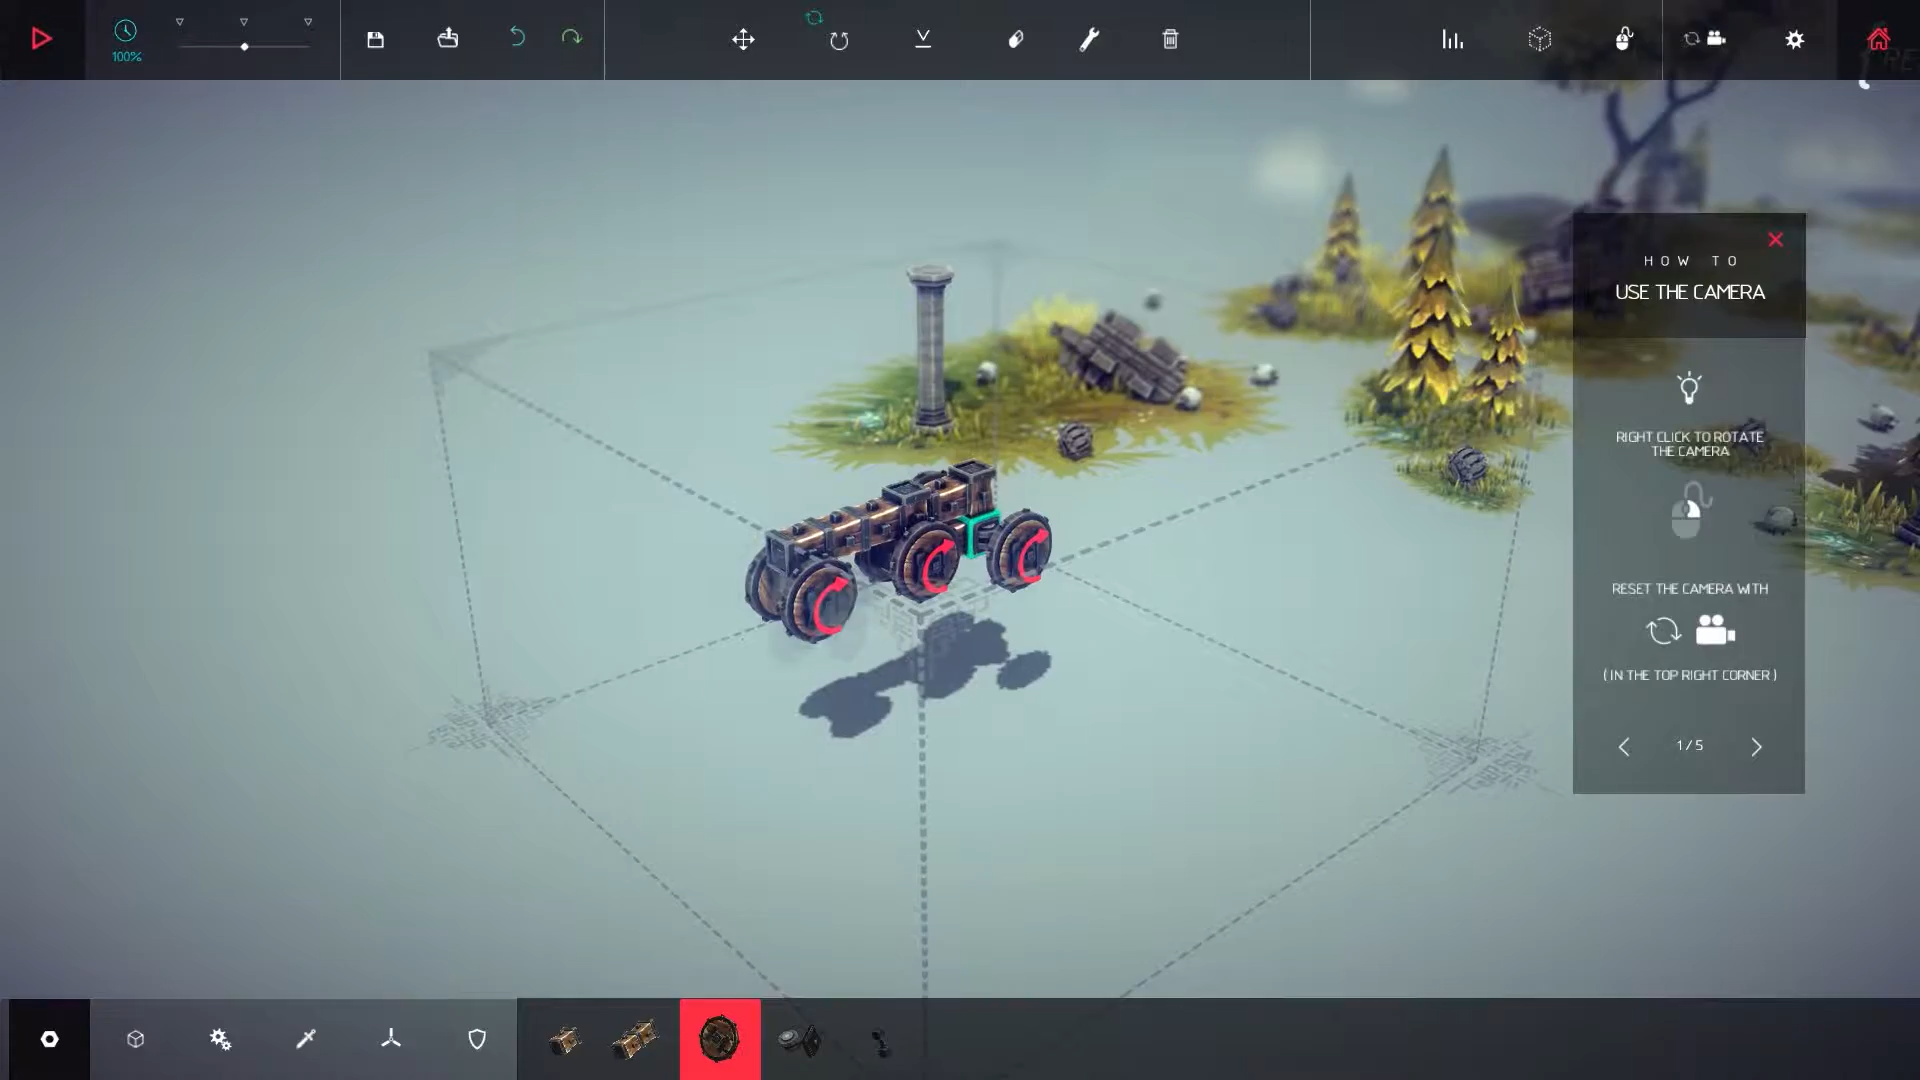 100%
HOW TO
USE THE CAMERA
RIGHT CLICK TO ROTATE
THE CAMERA
RESET THE CAMERA WITH
( IN THE TOP RIGHT CORNER )
1/5